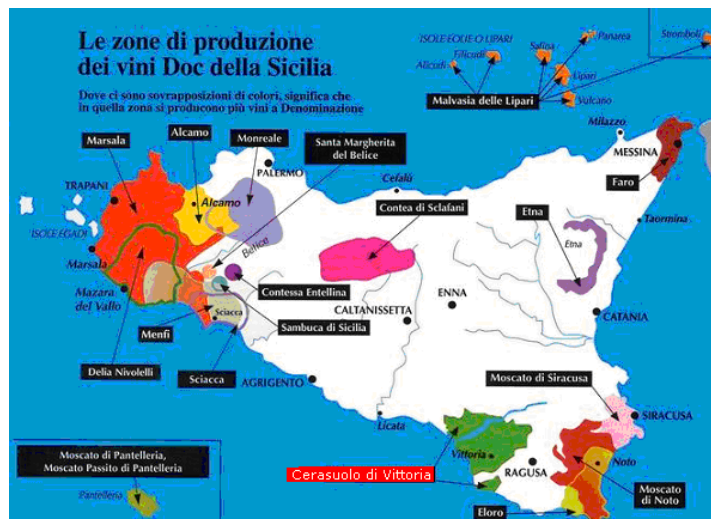 Le zone di produzione
dei vini Doc della Sicilia
Dove ci sono sovrapposizioni di colori, significa che
in quella zona si producono più vini a Denominazione
ISOLE EOLIE O LIPARI
Alicudi
Filicudi
Salina
Panarea
Stromboli
Lipari
Vulcano
Malvasia delle Lipari
Marsala
Alcamo
Monreale
Santa Margherita
del Belice
Milazzo
MESSINA
Faro
PALERMO
TRAPANI
Alcamo
Cefalù
Contea di Sclafani
Etna
Taormina
ISOLE EGADI
Belice
Etna
Marsala
Mazara
del Vallo
Contessa Entellina
CALTANISSETTA
ENNA
CATANIA
Sciacca
Sambuca di Sicilia
Menfi
Delia Nivolelli
Sciacca
AGRIGENTO
Moscato di Siracusa
SIRACUSA
Licata
Moscato di Pantelleria,
Moscato Passito di Pantelleria
Vittoria
Cerasuolo di Vittoria
RAGUSA
Noto
Moscato
di Noto
Pantelleria
Eloro